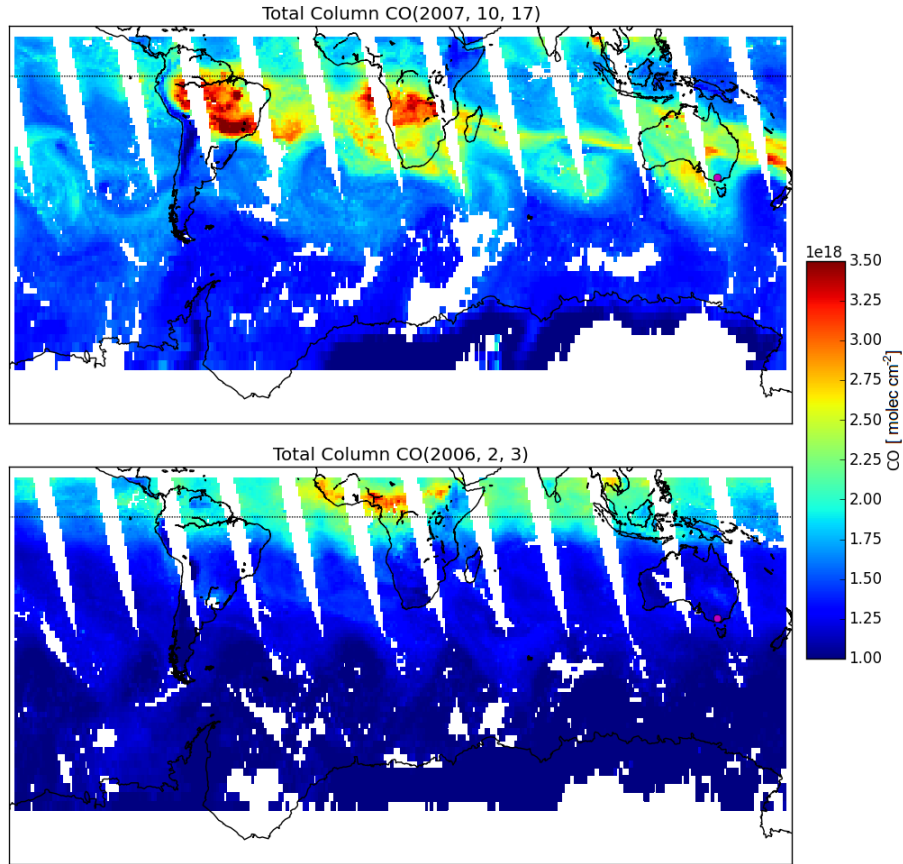 Total Column CO(2007, 10, 17)
1e18
3.50
3.25
3.00
2.75
2.50
2.25
2.00
1.75
1.50
1.25
1.00
CO [ molec cm⁻²]
Total Column CO(2006, 2, 3)